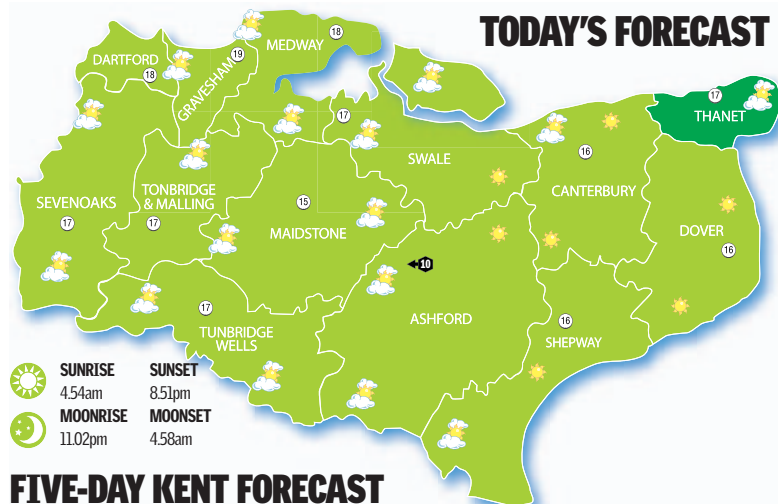 TODAY'S FORECAST
MEDWAY
18
DARTFORD
18
GRAVESHAM
19
17
THANET
17
SWALE
16
CANTERBURY
SEVENOAKS
17
TONBRIDGE
& MALLING
17
15
MAIDSTONE
DOVER
16
10
ASHFORD
17
TUNBRIDGE
WELLS
16
SHEPWAY
SUNRISE SUNSET
4.54am 8.51pm
MOONRISE MOONSET
11.02pm 4.58am
FIVE-DAY KENT FORECAST